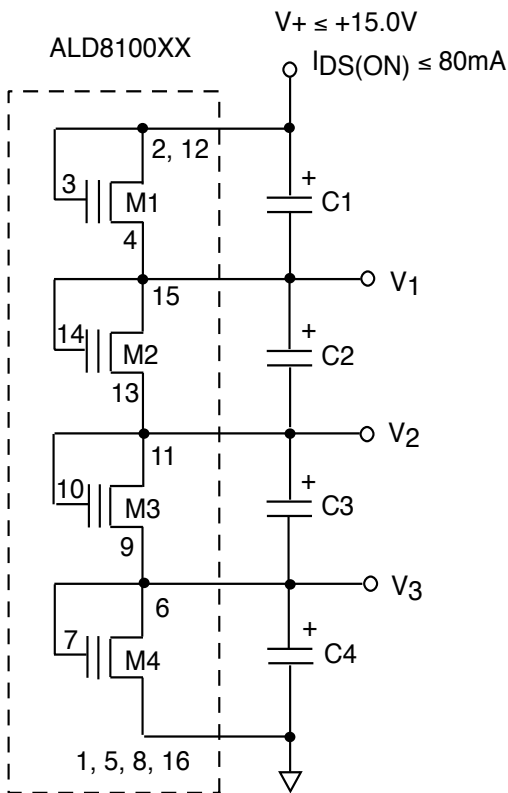 V+ ≤ +15.0V
ALD8100XX
IDS(ON) ≤ 80mA
2, 12
3
M1
+
C1
4
15
V1
14
M2
+
C2
13
11
V2
10
M3
+
C3
9
6
V3
7
M4
+
C4
1, 5, 8, 16